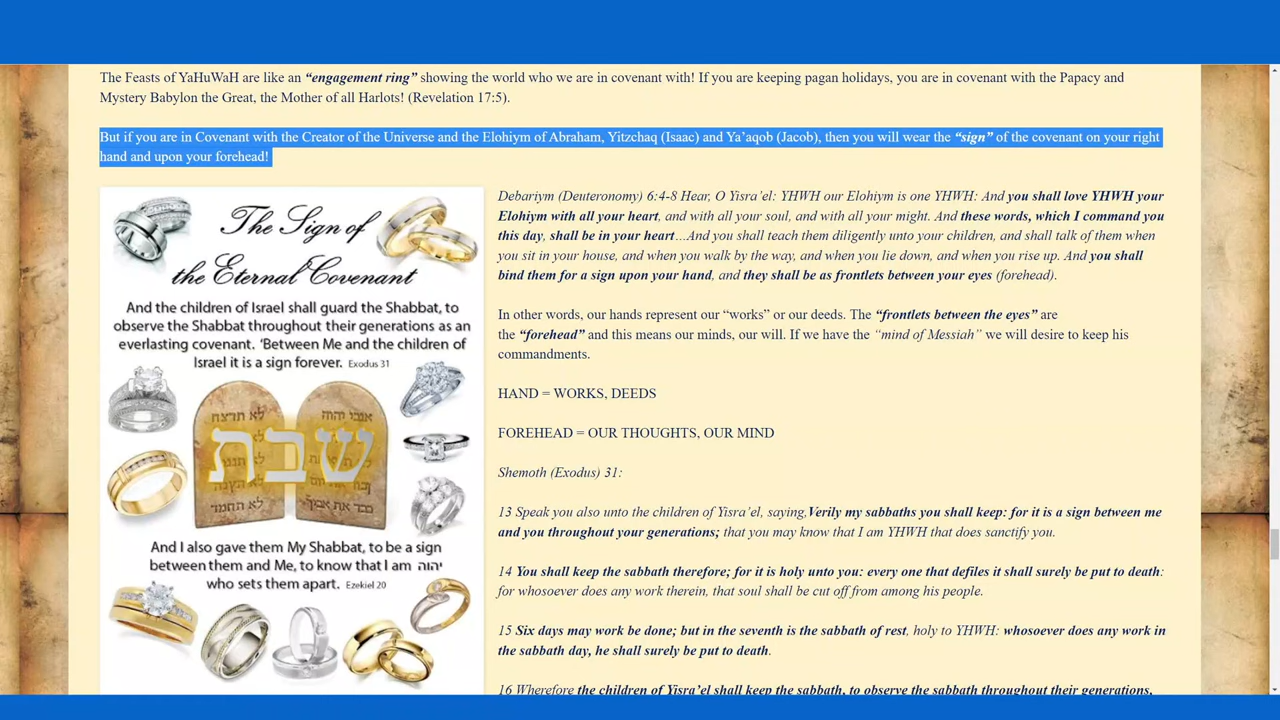 The Feasts of YaHuWaH are like an “engagement ring” showing the world who we are in covenant with! If you are keeping pagan holidays, you are in covenant with the Papacy and
Mystery Babylon the Great, the Mother of all Harlots! (Revelation 17:5).
But if you are in Covenant with the Creator of the Universe and the Elohiym of Abraham, Yitzchaq (Isaac) and Ya’aqob (Jacob), then you will wear the “sign” of the covenant on your right
hand and upon your forehead!
The Sign of
the Eternal Covenant
And the children of Israel shall guard the Shabbat, to
observe the Shabbat throughout their generations as an
everlasting covenant. ‘Between Me and the children of
Israel it is a sign forever. Exodus 31
לא תרצח
אנכי יהוה
שבת
And I also gave them My Shabbat, to be a sign
between them and Me, to know that I am יהוה
who sets them apart. Ezekiel 20
Debariym (Deuteronomy) 6:4-8 Hear, O Yisra’el: YHWH our Elohiym is one YHWH: And you shall love YHWH your
Elohiym with all your heart, and with all your soul, and with all your might. And these words, which I command you
this day, shall be in your heart…And you shall teach them diligently unto your children, and shall talk of them when
you sit in your house, and when you walk by the way, and when you lie down, and when you rise up. And you shall
bind them for a sign upon your hand, and they shall be as frontlets between your eyes (forehead).
In other words, our hands represent our “works” or our deeds. The “frontlets between the eyes” are
the “forehead” and this means our minds, our will. If we have the “mind of Messiah” we will desire to keep his
commandments.
HAND = WORKS, DEEDS
FOREHEAD = OUR THOUGHTS, OUR MIND
Shemoth (Exodus) 31:
13 Speak you also unto the children of Yisra’el, saying,Verily my sabbaths you shall keep: for it is a sign between me
and you throughout your generations; that you may know that I am YHWH that does sanctify you.
14 You shall keep the sabbath therefore; for it is holy unto you: every one that defiles it shall surely be put to death:
for whosoever does any work therein, that soul shall be cut off from among his people.
15 Six days may work be done; but in the seventh is the sabbath of rest, holy to YHWH: whosoever does any work in
the sabbath day, he shall surely be put to death.
16 Wherefore the children of Yisra’el shall keep the sabbath, to observe the sabbath throughout their generations,